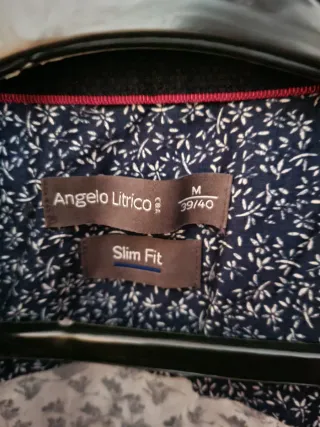 Angelo Litrico
C&A
M
39/40
Slim Fit